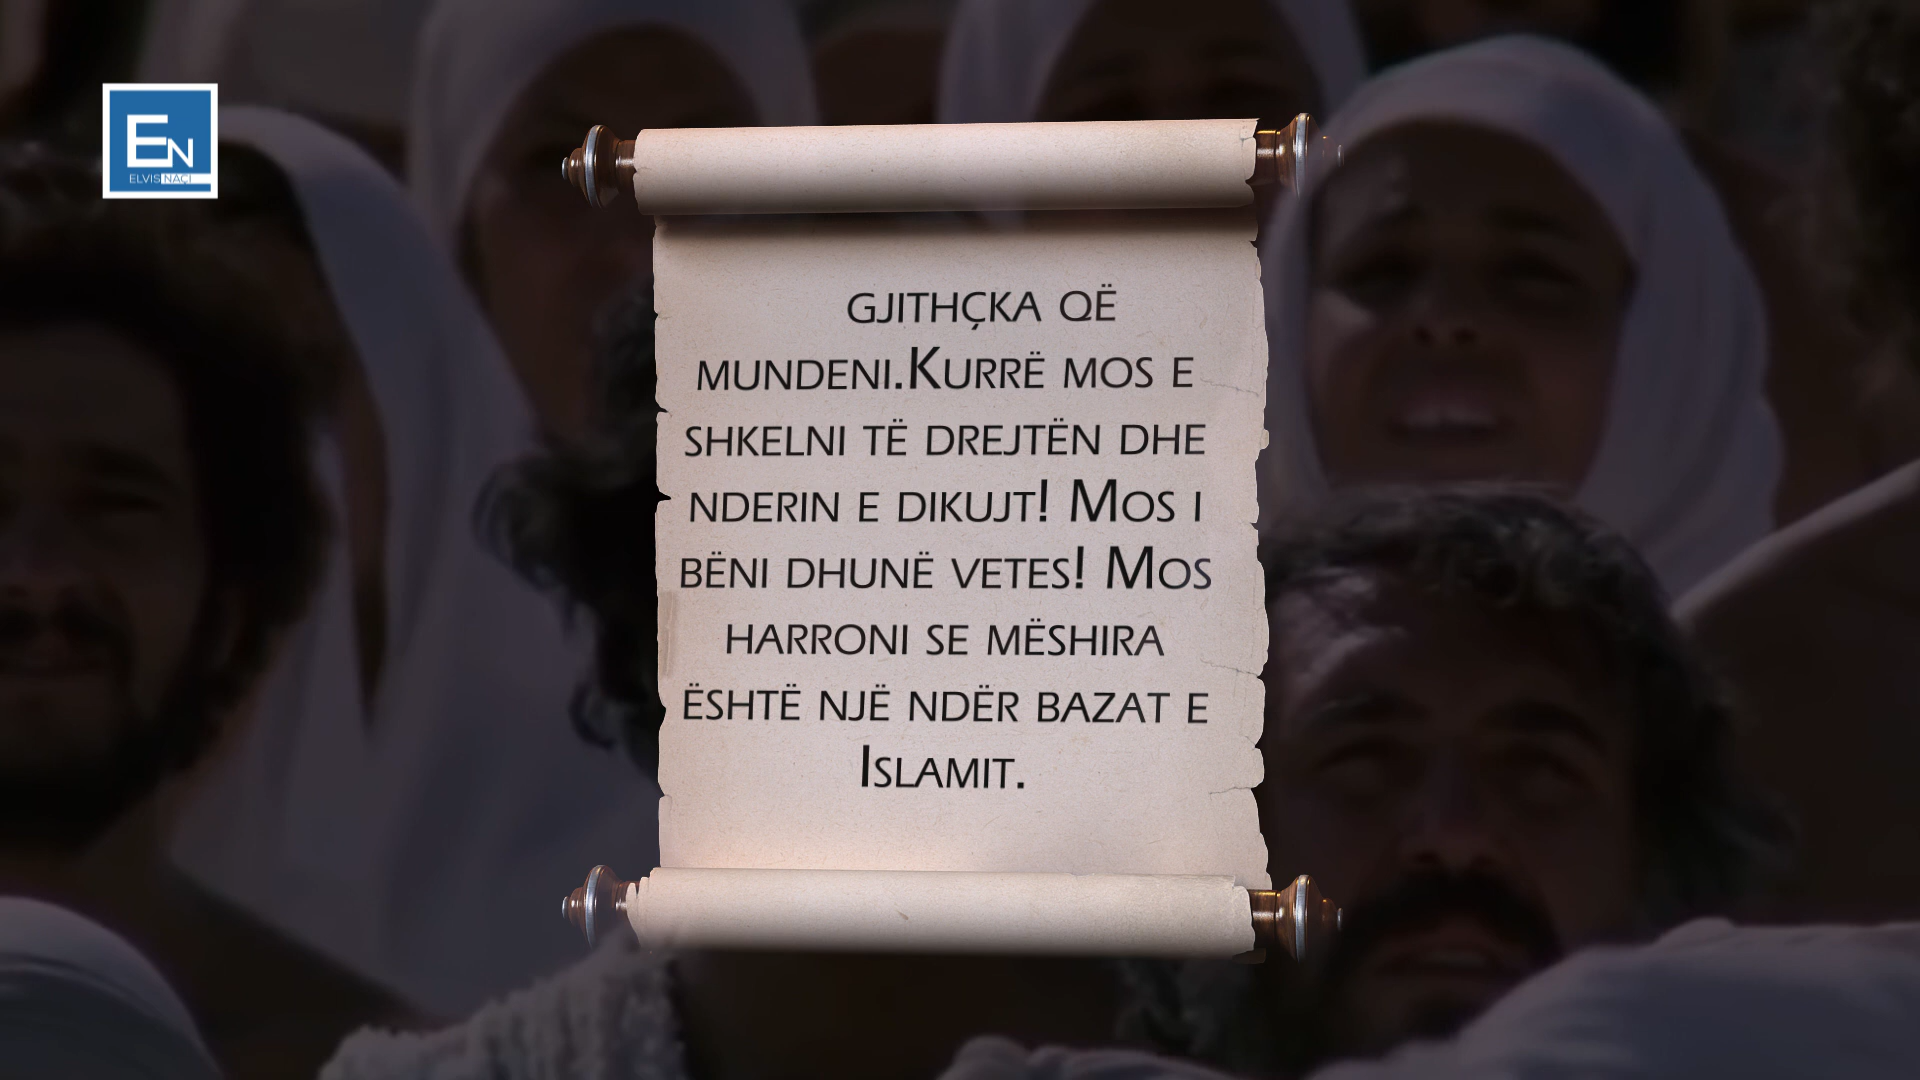 EN
ELVIS NAÇI
GJITHÇKA QË
MUNDENI.KURRË MOS E
SHKELNI TË DREJTËN DHE
NDERIN E DIKUJT! MOS I
BËNI DHUNË VETES! MOS
HARRONI SE MËSHIRA
ËSHTË NJË NDËR BAZAT E
ISLAMIT.